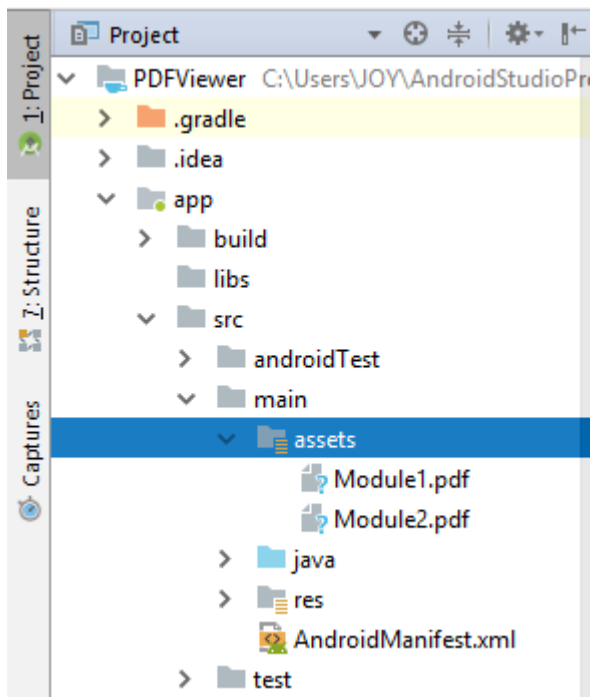 Project
PDFViewer C:\Users\JOY\AndroidStudioPr
.gradle
.idea
app
build
libs
src
androidTest
main
assets
Module1.pdf
Module2.pdf
java
res
AndroidManifest.xml
test
1: Project
7: Structure
Captures